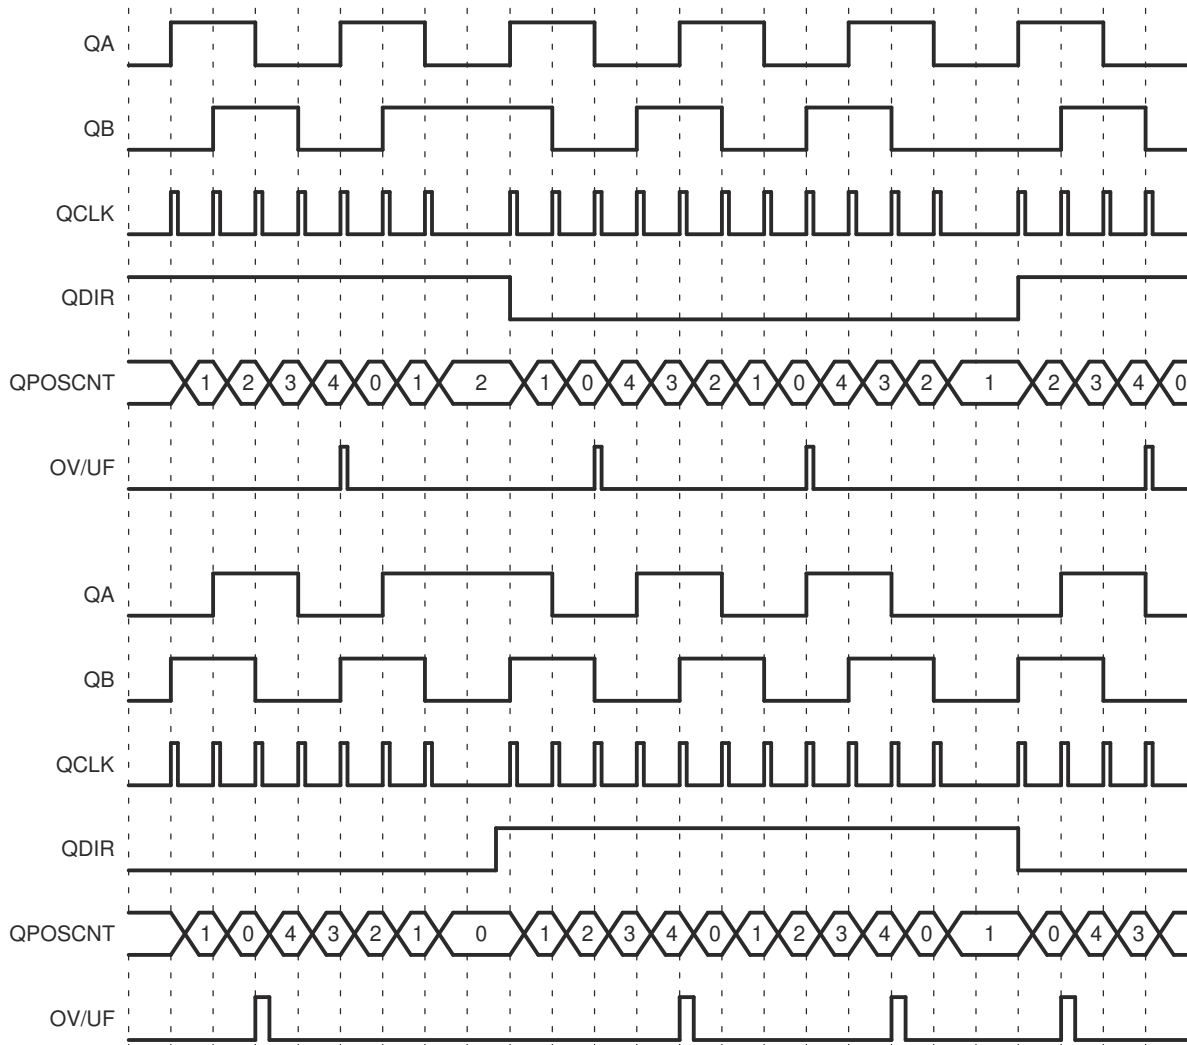 QA
QB
QCLK
QDIR
QPOSCNT 1 2 3 4 0 1 2 1 0 4 3 2 1 0 4 3 2 1 2 3 4 0
OV/UF
QA
QB
QCLK
QDIR
QPOSCNT 1 0 4 3 2 1 0 1 2 3 4 0 1 2 3 4 0 1 0 4 3
OV/UF